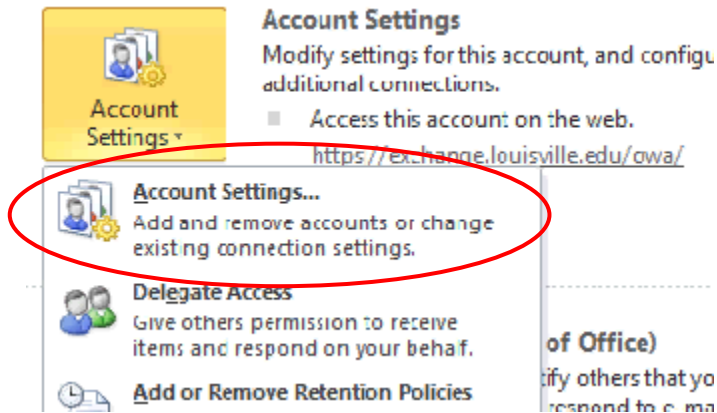 Account Settings
Modify settings for this account, and configu
additional connections.
Access this account on the web.
https://exchange.louisville.edu/owa/
Account
Settings
Account Settings...
Add and remove accounts or change
existing connection settings.
Delegate Access
Give others permission to receive
items and respond on your behalf.
Add or Remove Retention Policies
of Office)
ify others that yo
respond to e-ma